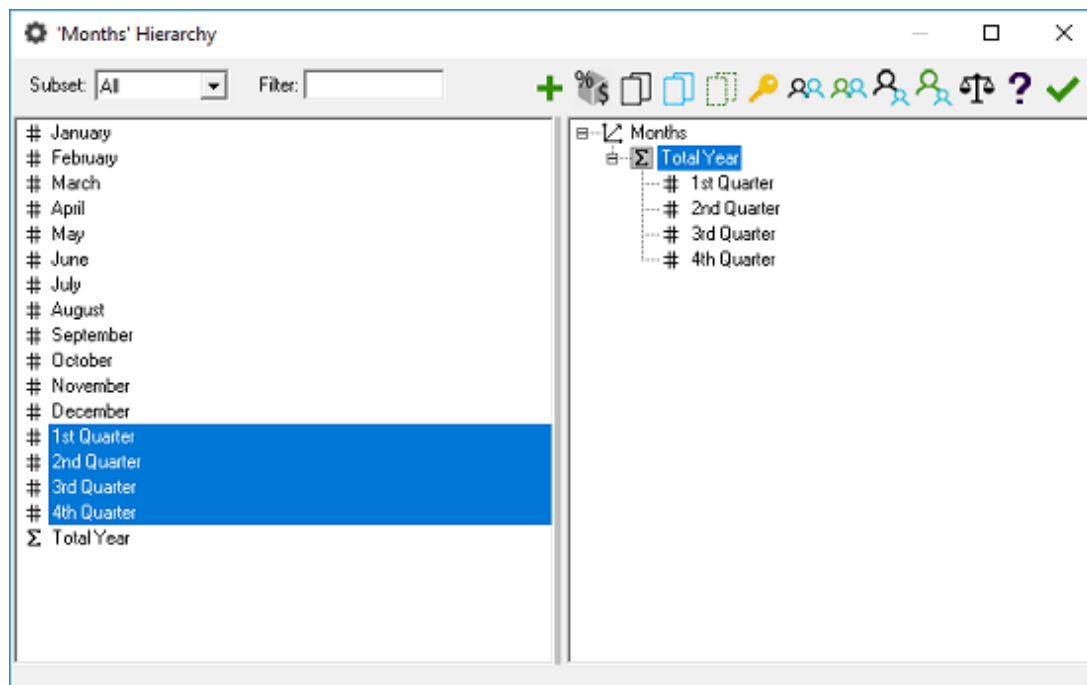 'Months' Hierarchy
Subset: All Filter:
% $ ?
# January
# February
# March
# April
# May
# June
# July
# August
# September
# October
# November
# December
# 1st Quarter
# 2nd Quarter
# 3rd Quarter
# 4th Quarter
Σ Total Year
Months
Σ Total Year
# 1st Quarter
# 2nd Quarter
# 3rd Quarter
# 4th Quarter